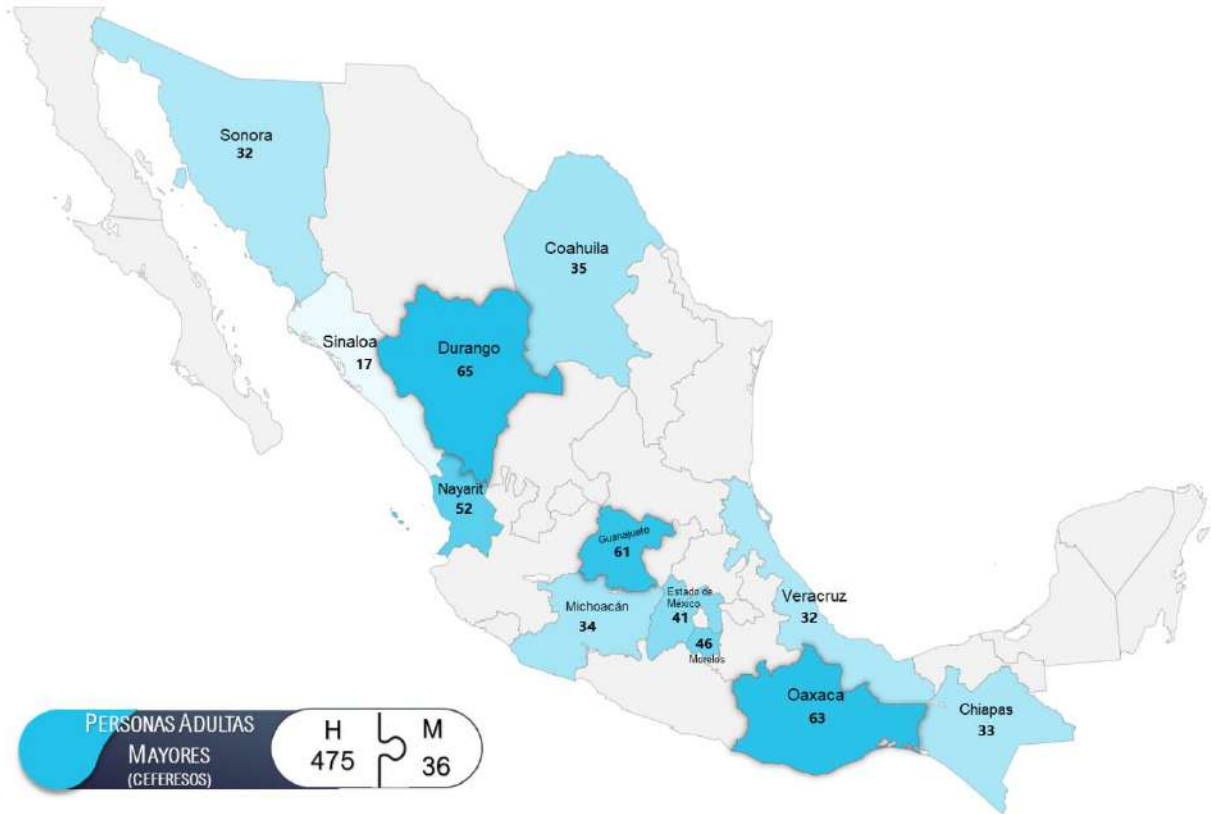 Sonora
32
Coahuila
35
Sinaloa
17
Durango
65
Nayarit
52
Guanajuato
61
Michoacán
34
Estado de
México
41
46
Morelos
Veracruz
32
Oaxaca
63
Chiapas
33
PERSONAS ADULTAS
MAYORES
(CEFERESOS)
H
475
M
36